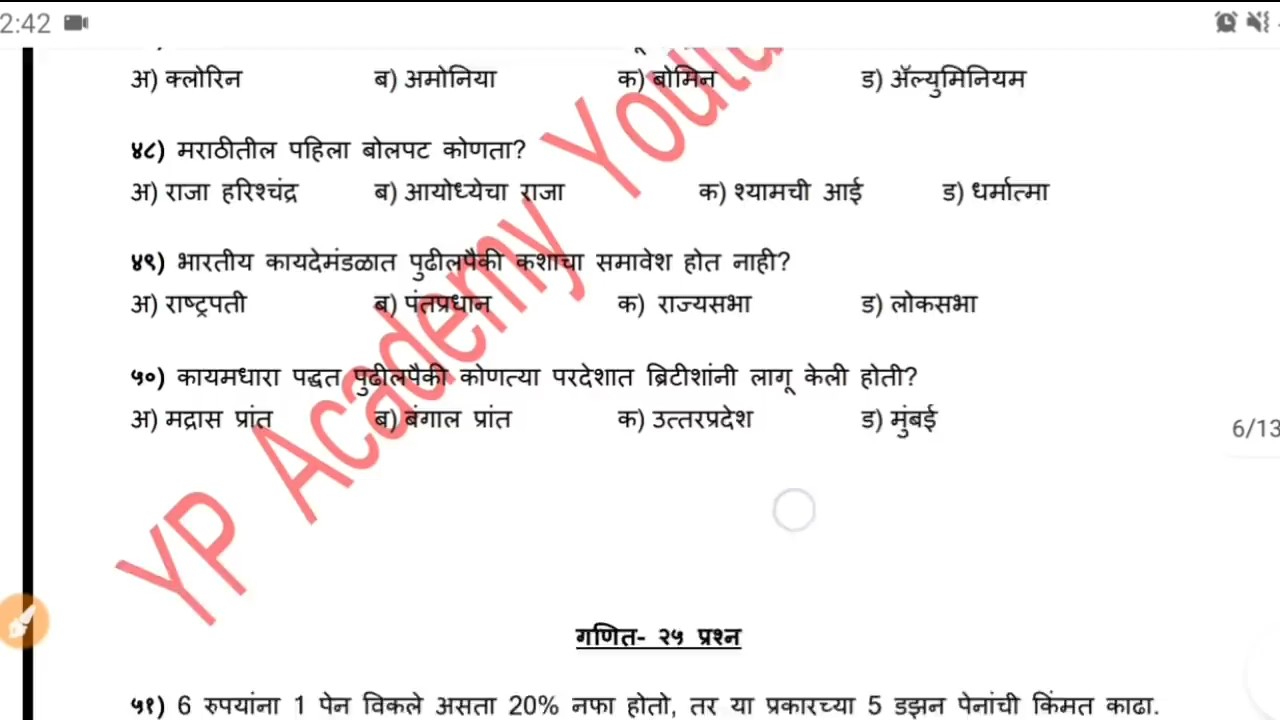 2:42
अ) क्लोरिन ब) अमोनिया क) बोमिन ड) ॲल्युमिनियम
४८) मराठीतील पहिला बोलपट कोणता?
अ) राजा हरिश्चंद्र ब) आयोध्येचा राजा क) श्यामची आई ड) धर्मात्मा
४९) भारतीय कायदेमंडळात पुढीलपैकी कशाचा समावेश होत नाही?
अ) राष्ट्रपती ब) पंतप्रधान क) राज्यसभा ड) लोकसभा
५०) कायमधारा पद्धत पुढीलपैकी कोणत्या परदेशात ब्रिटीशांनी लागू केली होती?
अ) मद्रास प्रांत ब) बंगाल प्रांत क) उत्तरप्रदेश ड) मुंबई
6/13
YP Academy
गणित- २५ प्रश्न
५१) 6 रुपयांना 1 पेन विकले असता 20% नफा होतो, तर या प्रकारच्या 5 डझन पेनांची किंमत काढा.